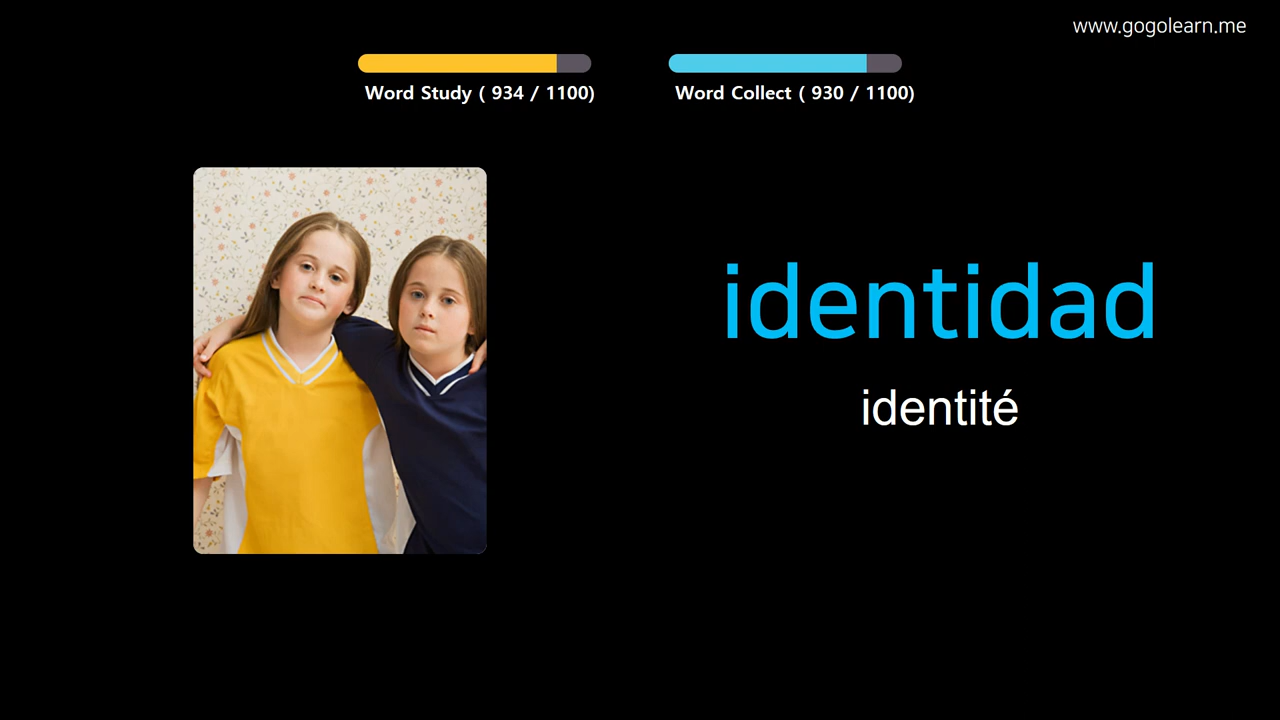 www.gogolearn.me
Word Study ( 934 / 1100)
Word Collect ( 930 / 1100)
identidad
identité